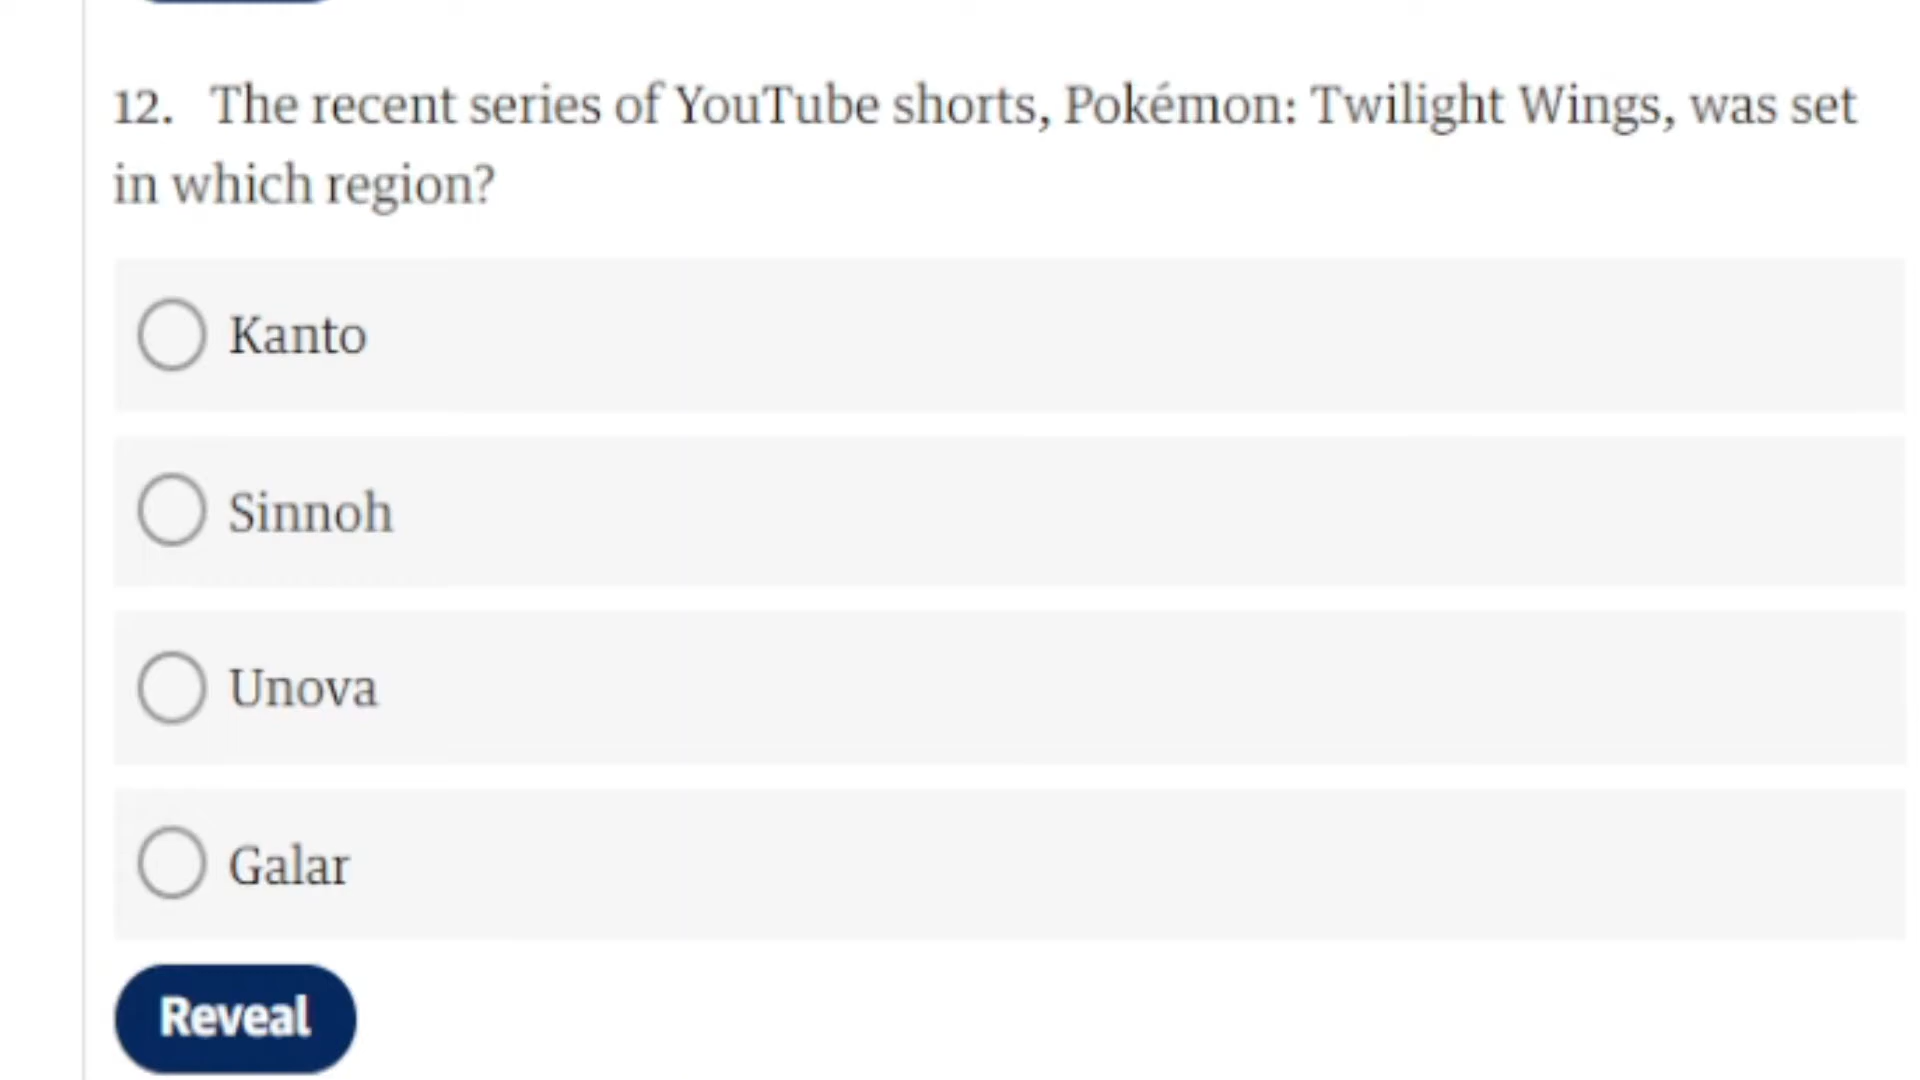 12. The recent series of YouTube shorts, Pokémon: Twilight Wings, was set
in which region?
Kanto
Sinnoh
Unova
Galar
Reveal